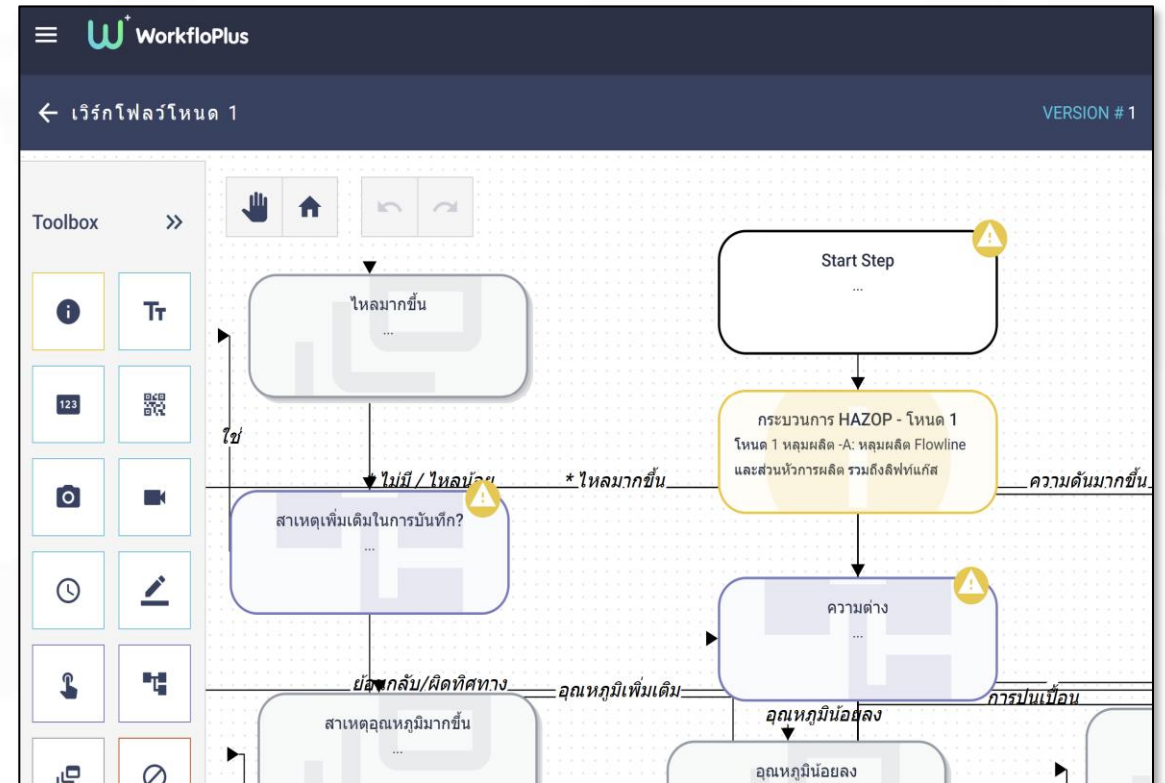 WorkfloPlus
เวิร์กโฟลว์โหนด 1
VERSION # 1
Toolbox
Start Step
...
ไหลมากขึ้น
...
Tт
123
กระบวนการ HAZOP - โหนด 1
โหนด 1 หลุมผลิต -A: หลุมผลิต Flowline
และส่วนหัวการผลิต รวมถึงลิฟท์แก๊ส
ใช่
* ไม่มี / ไหลน้อย
* ไหลมากขึ้น
ความดันมากขึ้น
สาเหตุเพิ่มเติมในการบันทึก?
...
ความต่าง
...
ย้อนกลับ/ผิดทิศทาง
อุณหภูมิเพิ่มเติม
การปนเปื้อน
อุณหภูมิน้อยลง
สาเหตุอุณหภูมิมากขึ้น
...
อุณหภูมิน้อยลง